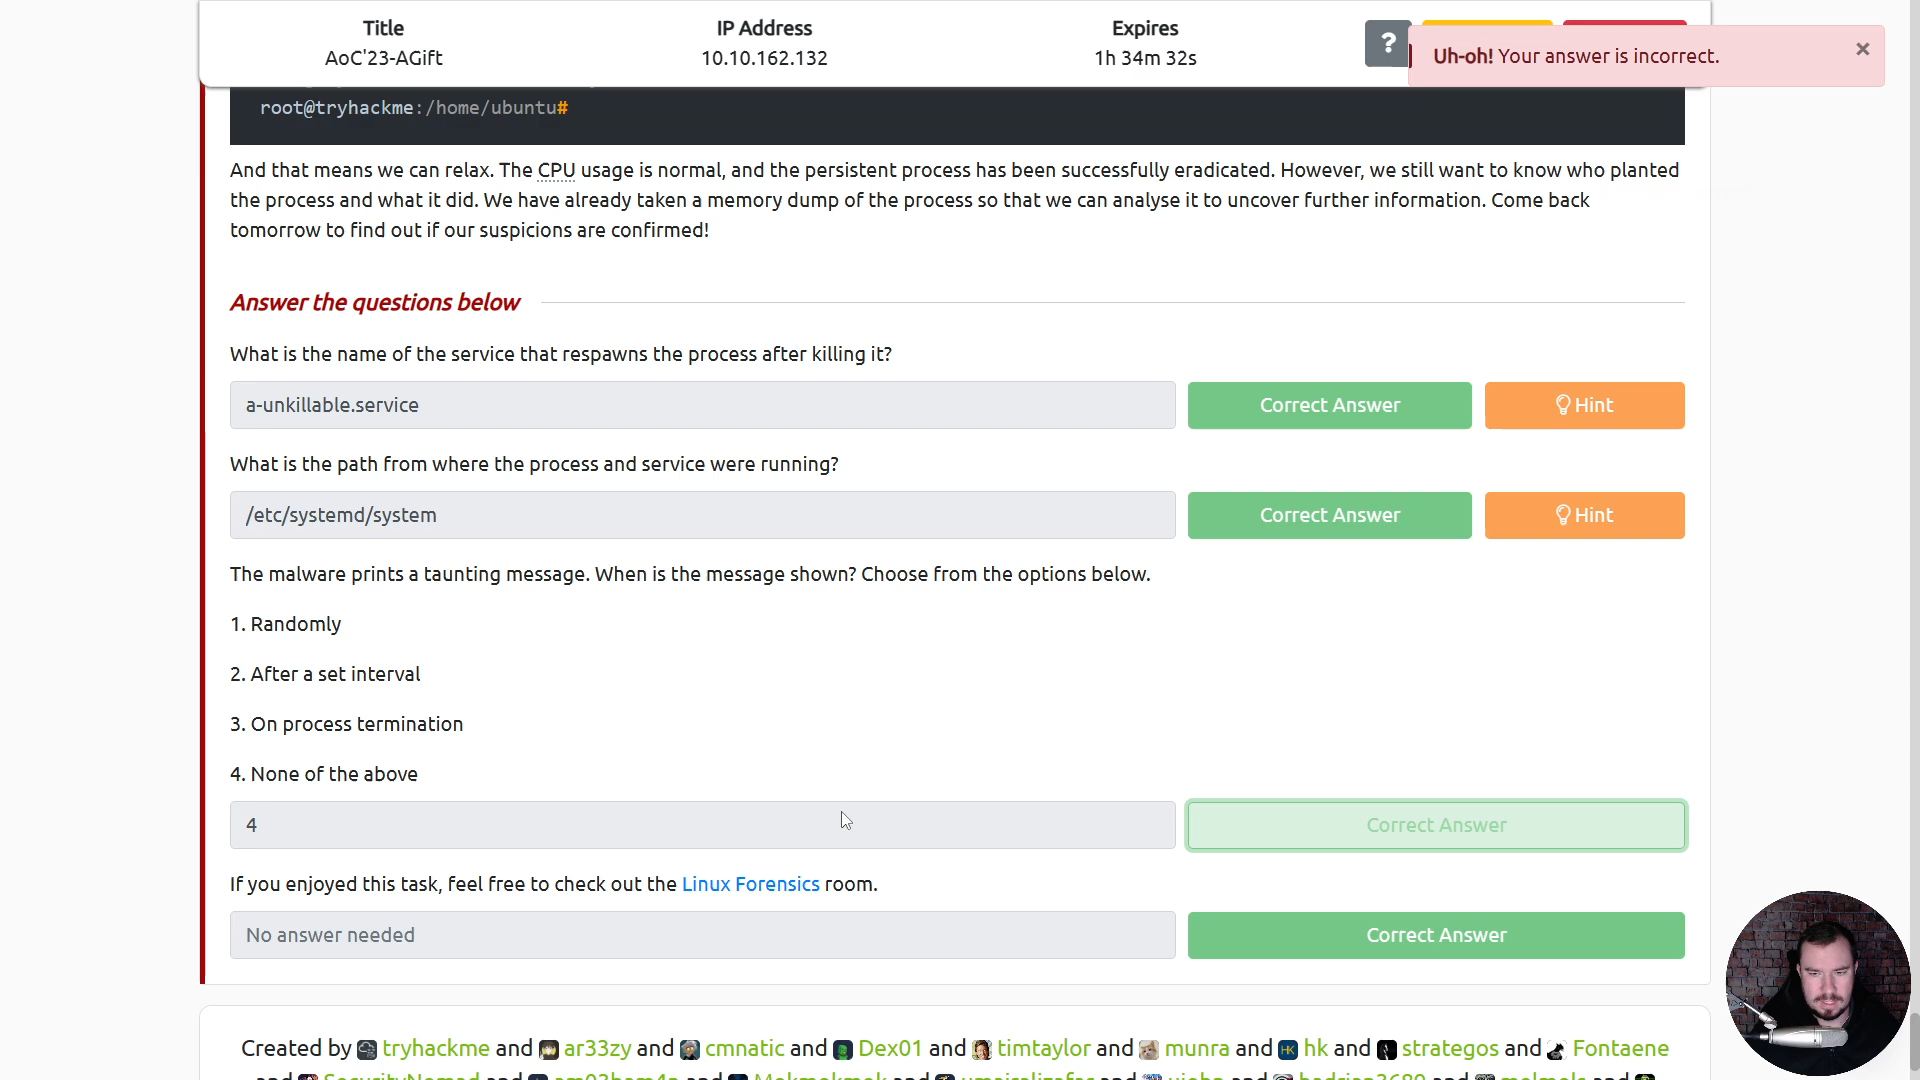 Title
AoC'23-AGift
IP Address
10.10.162.132
Expires
1h 34m 32s
?
Uh-oh! Your answer is incorrect.
×
root@tryhackme:/home/ubuntu#
And that means we can relax. The CPU usage is normal, and the persistent process has been successfully eradicated. However, we still want to know who planted
the process and what it did. We have already taken a memory dump of the process so that we can analyse it to uncover further information. Come back
tomorrow to find out if our suspicions are confirmed!
Answer the questions below
What is the name of the service that respawns the process after killing it?
a-unkillable.service
Correct Answer
Hint
What is the path from where the process and service were running?
/etc/systemd/system
Correct Answer
Hint
The malware prints a taunting message. When is the message shown? Choose from the options below.
1. Randomly
2. After a set interval
3. On process termination
4. None of the above
4
Correct Answer
If you enjoyed this task, feel free to check out the Linux Forensics room.
No answer needed
Correct Answer
Created by tryhackme and ar33zy and cmnatic and Dex01 and timtaylor and munra and hk and strategos and Fontaene